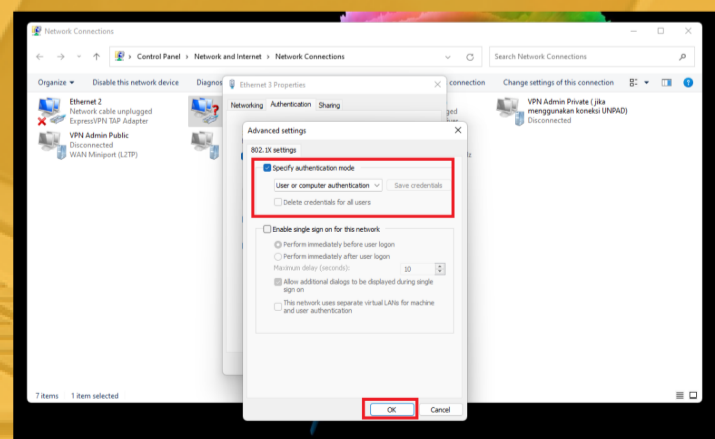 Network Connections
Control Panel › Network and Internet › Network Connections
Search Network Connections
Organize
Disable this network device
Diagnos
connection
Change settings of this connection
Ethernet 2
Network cable unplugged
ExpressVPN TAP Adapter
VPN Admin Public
Disconnected
WAN Miniport (L2TP)
VPN Admin Private (jika
menggunakan koneksi UNPAD)
Disconnected
Ethernet 3 Properties
Networking
Authentication
Sharing
Advanced settings
802.1X settings
Specify authentication mode
User or computer authentication
Save credentials
Delete credentials for all users
Enable single sign on for this network
Perform immediately before user logon
Perform immediately after user logon
Maximum delay (seconds):
10
Allow additional dialogs to be displayed during single
sign on
This network uses separate virtual LANs for machine
and user authentication
OK
Cancel
7 items
1 item selected